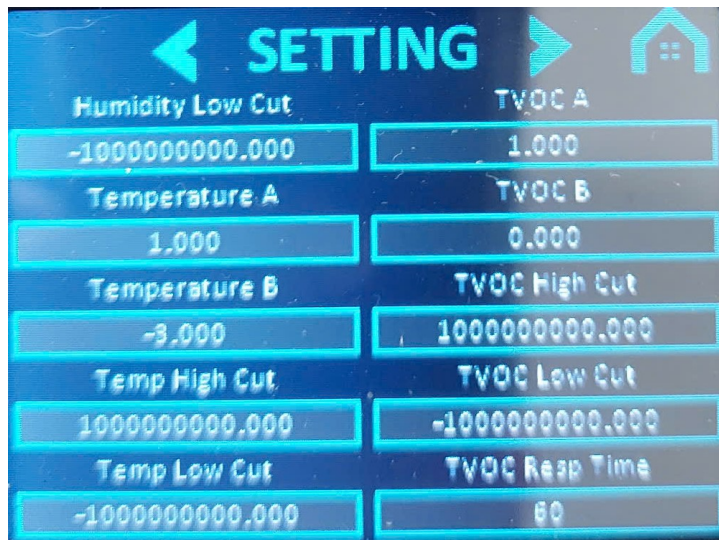 SETTING
Humidity Low Cut
-1000000000.000
Temperature A
1.000
Temperature B
-3.000
Temp High Cut
1000000000.000
Temp Low Cut
-1000000000.000
TVOC A
1.000
TVOC B
0.000
TVOC High Cut
1000000000.000
TVOC Low Cut
-1000000000.000
TVOC Resp Time
60